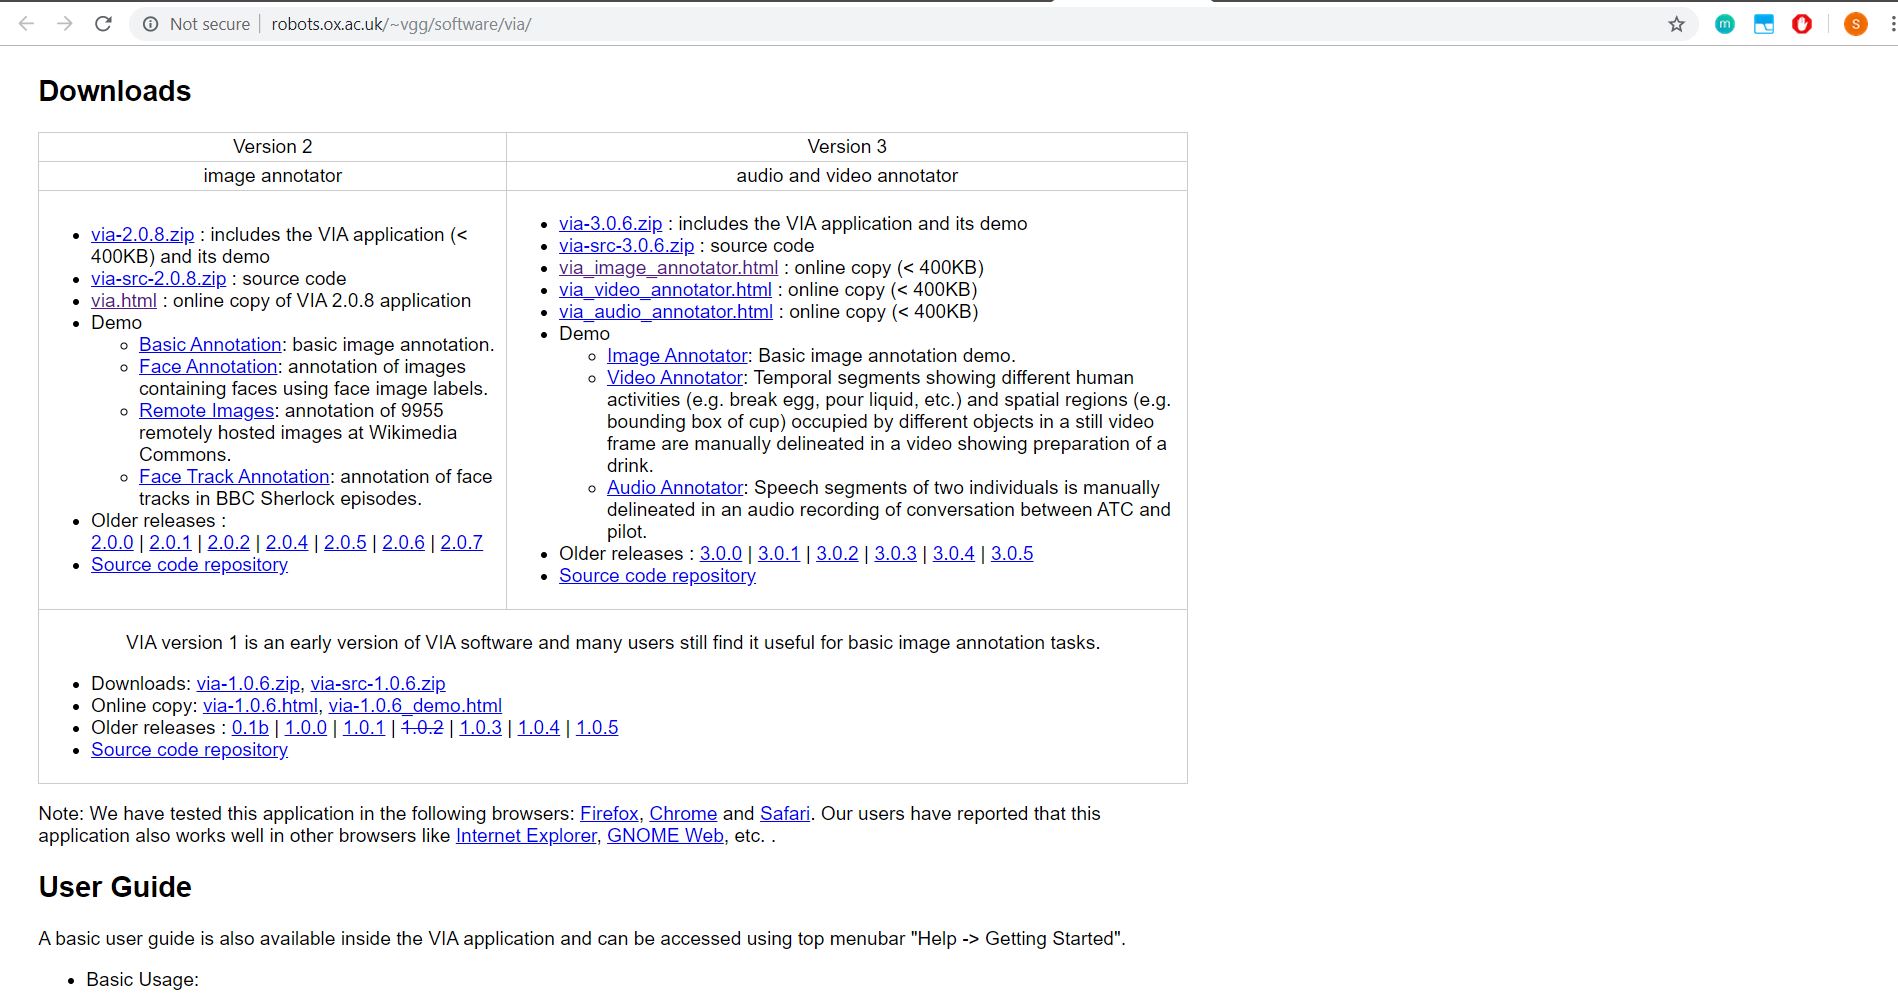 Not secure | robots.ox.ac.uk/~vgg/software/via/
m
S
Downloads
Version 2
Version 3
image annotator
audio and video annotator
• via-2.0.8.zip : includes the VIA application (<
400KB) and its demo
• via-src-2.0.8.zip : source code
• via.html : online copy of VIA 2.0.8 application
• Demo
◦ Basic Annotation: basic image annotation.
◦ Face Annotation: annotation of images
containing faces using face image labels.
◦ Remote Images: annotation of 9955
remotely hosted images at Wikimedia
Commons.
◦ Face Track Annotation: annotation of face
tracks in BBC Sherlock episodes.
• Older releases :
2.0.0 | 2.0.1 | 2.0.2 | 2.0.4 | 2.0.5 | 2.0.6 | 2.0.7
• Source code repository
• via-3.0.6.zip : includes the VIA application and its demo
• via-src-3.0.6.zip : source code
• via_image_annotator.html : online copy (< 400KB)
• via_video_annotator.html : online copy (< 400KB)
• via_audio_annotator.html : online copy (< 400KB)
• Demo
◦ Image Annotator: Basic image annotation demo.
◦ Video Annotator: Temporal segments showing different human
activities (e.g. break egg, pour liquid, etc.) and spatial regions (e.g.
bounding box of cup) occupied by different objects in a still video
frame are manually delineated in a video showing preparation of a
drink.
◦ Audio Annotator: Speech segments of two individuals is manually
delineated in an audio recording of conversation between ATC and
pilot.
• Older releases : 3.0.0 | 3.0.1 | 3.0.2 | 3.0.3 | 3.0.4 | 3.0.5
• Source code repository
VIA version 1 is an early version of VIA software and many users still find it useful for basic image annotation tasks.
• Downloads: via-1.0.6.zip, via-src-1.0.6.zip
• Online copy: via-1.0.6.html, via-1.0.6_demo.html
• Older releases : 0.1b | 1.0.0 | 1.0.1 | 1.0.2 | 1.0.3 | 1.0.4 | 1.0.5
• Source code repository
Note: We have tested this application in the following browsers: Firefox, Chrome and Safari. Our users have reported that this
application also works well in other browsers like Internet Explorer, GNOME Web, etc. .
User Guide
A basic user guide is also available inside the VIA application and can be accessed using top menubar "Help -> Getting Started".
• Basic Usage: